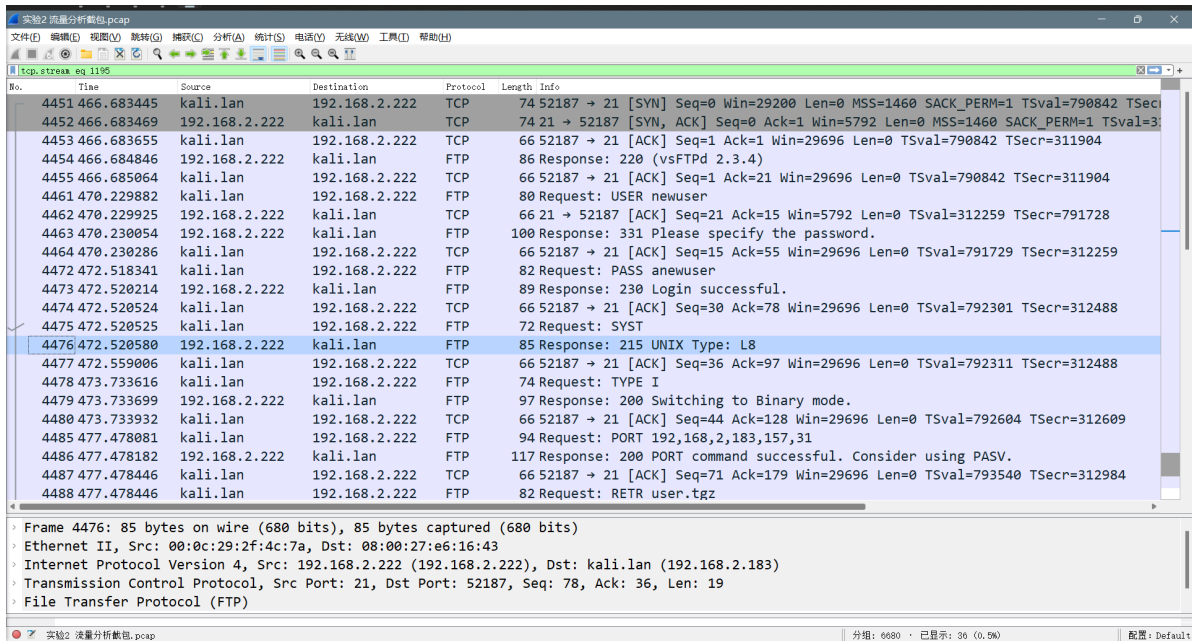 实验2 流量分析截包.pcap
文件(F) 编辑(E) 视图(V) 跳转(G) 捕获(C) 分析(A) 统计(S) 电话(Y) 无线(W) 工具(T) 帮助(H)
tcp.stream eq 1195
No. Time Source Destination Protocol Length Info
4451 466.683445 kali.lan 192.168.2.222 TCP 74 52187 → 21 [SYN] Seq=0 Win=29200 Len=0 MSS=1460 SACK_PERM=1 TSval=790842 TSec
4452 466.683469 192.168.2.222 kali.lan TCP 74 21 → 52187 [SYN, ACK] Seq=0 Ack=1 Win=5792 Len=0 MSS=1460 SACK_PERM=1 TSval=3
4453 466.683655 kali.lan 192.168.2.222 TCP 66 52187 → 21 [ACK] Seq=1 Ack=1 Win=29696 Len=0 TSval=790842 TSecr=311904
4454 466.684846 192.168.2.222 kali.lan FTP 86 Response: 220 (vsFTPd 2.3.4)
4455 466.685064 kali.lan 192.168.2.222 TCP 66 52187 → 21 [ACK] Seq=1 Ack=21 Win=29696 Len=0 TSval=790842 TSecr=311904
4461 470.229882 kali.lan 192.168.2.222 FTP 80 Request: USER newuser
4462 470.229925 192.168.2.222 kali.lan TCP 66 21 → 52187 [ACK] Seq=21 Ack=15 Win=5792 Len=0 TSval=312259 TSecr=791728
4463 470.230054 192.168.2.222 kali.lan FTP 100 Response: 331 Please specify the password.
4464 470.230286 kali.lan 192.168.2.222 TCP 66 52187 → 21 [ACK] Seq=15 Ack=55 Win=29696 Len=0 TSval=791729 TSecr=312259
4472 472.518341 kali.lan 192.168.2.222 FTP 82 Request: PASS anewuser
4473 472.520214 192.168.2.222 kali.lan FTP 89 Response: 230 Login successful.
4474 472.520524 kali.lan 192.168.2.222 TCP 66 52187 → 21 [ACK] Seq=30 Ack=78 Win=29696 Len=0 TSval=792301 TSecr=312488
4475 472.520525 kali.lan 192.168.2.222 FTP 72 Request: SYST
4476 472.520580 192.168.2.222 kali.lan FTP 85 Response: 215 UNIX Type: L8
4477 472.559006 kali.lan 192.168.2.222 TCP 66 52187 → 21 [ACK] Seq=36 Ack=97 Win=29696 Len=0 TSval=792311 TSecr=312488
4478 473.733616 kali.lan 192.168.2.222 FTP 74 Request: TYPE I
4479 473.733699 192.168.2.222 kali.lan FTP 97 Response: 200 Switching to Binary mode.
4480 473.733932 kali.lan 192.168.2.222 TCP 66 52187 → 21 [ACK] Seq=44 Ack=128 Win=29696 Len=0 TSval=792604 TSecr=312609
4485 477.478081 kali.lan 192.168.2.222 FTP 94 Request: PORT 192,168,2,183,157,31
4486 477.478182 192.168.2.222 kali.lan FTP 117 Response: 200 PORT command successful. Consider using PASV.
4487 477.478446 kali.lan 192.168.2.222 TCP 66 52187 → 21 [ACK] Seq=71 Ack=179 Win=29696 Len=0 TSval=793540 TSecr=312984
4488 477.478446 kali.lan 192.168.2.222 FTP 82 Request: RETR user.tgz
Frame 4476: 85 bytes on wire (680 bits), 85 bytes captured (680 bits)
Ethernet II, Src: 00:0c:29:2f:4c:7a, Dst: 08:00:27:e6:16:43
Internet Protocol Version 4, Src: 192.168.2.222 (192.168.2.222), Dst: kali.lan (192.168.2.183)
Transmission Control Protocol, Src Port: 21, Dst Port: 52187, Seq: 78, Ack: 36, Len: 19
File Transfer Protocol (FTP)
实验2 流量分析截包.pcap 分组: 6680 · 已显示: 36 (0.5%) 配置: Default